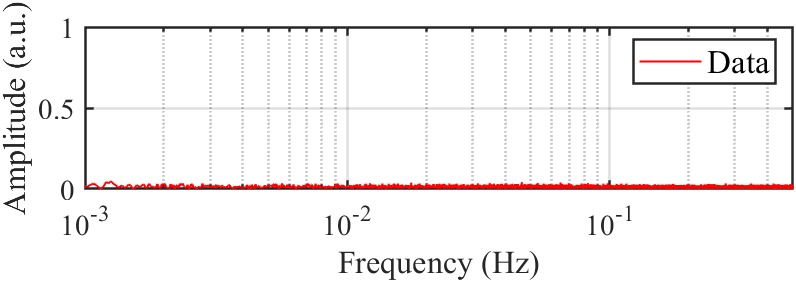 Amplitude (a.u.)
1
0.5
0
Data
10^-3
10^-2
10^-1
Frequency (Hz)